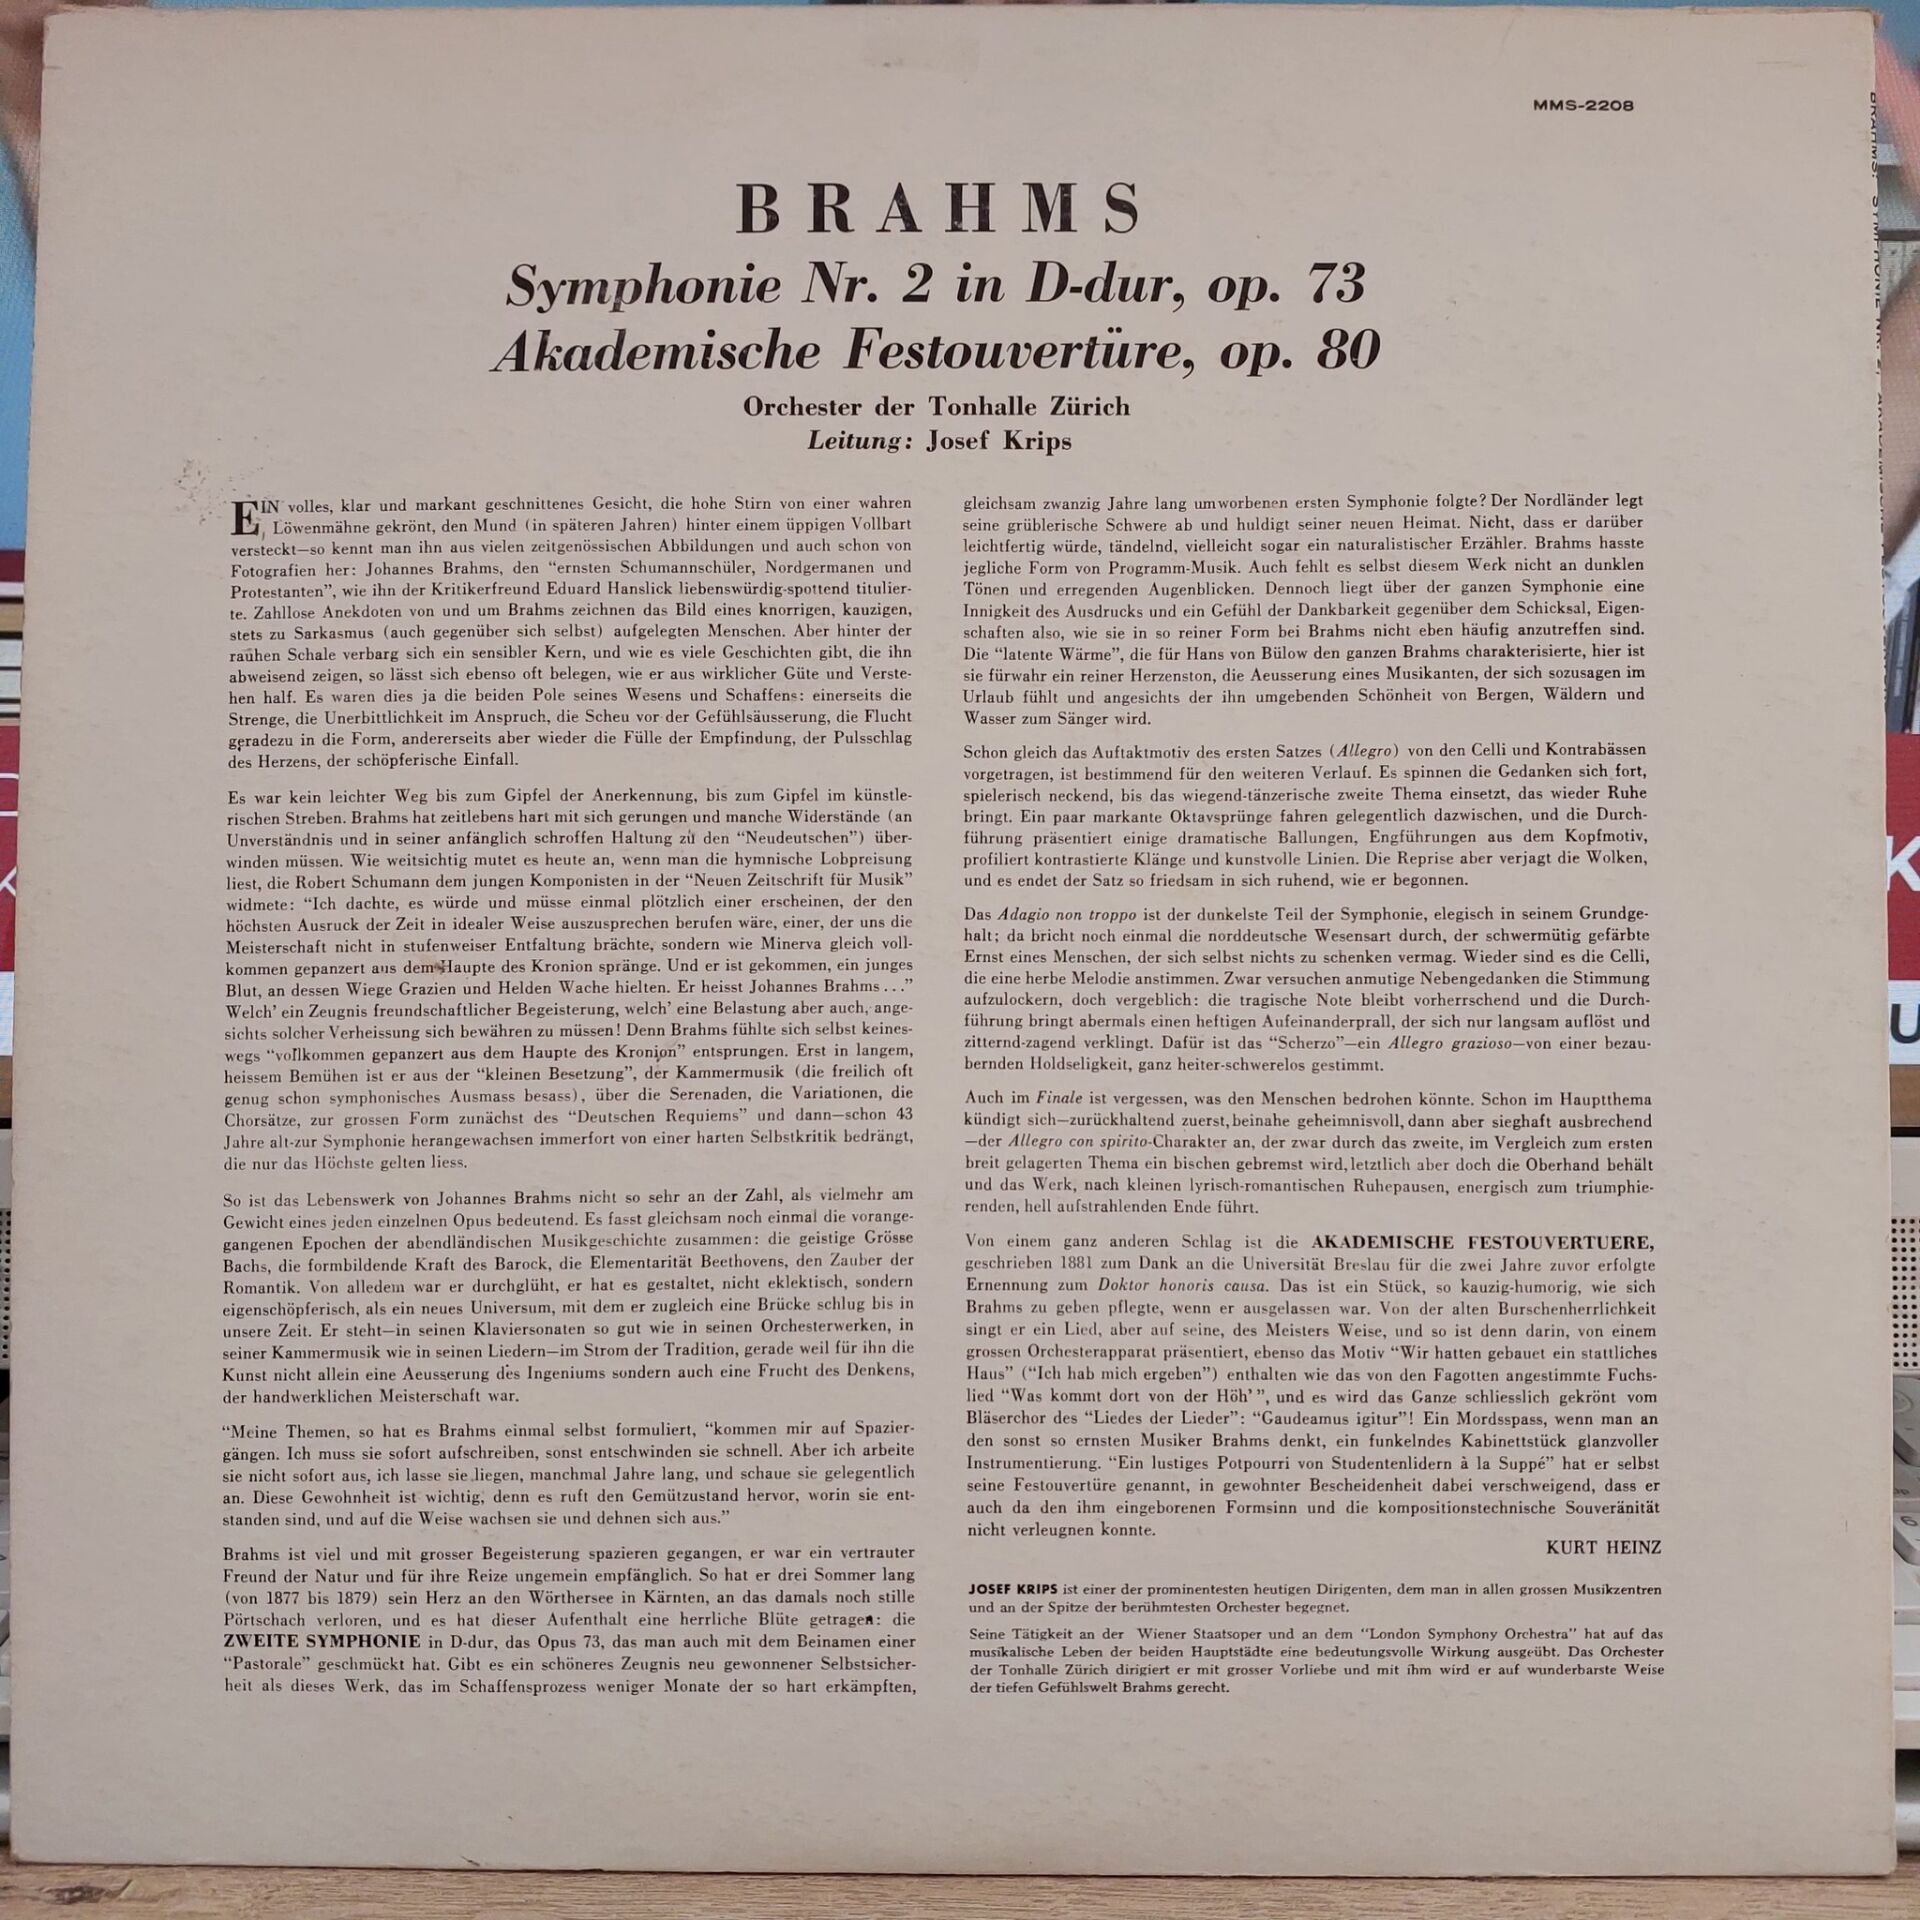 MMS-2208
BRAHMS
Symphonie Nr. 2 in D-dur, op. 73
Akademische Festouvertüre, op. 80
Orchester der Tonhalle Zürich
Leitung: Josef Krips
EIN volles, klar und markant geschnittenes Gesicht, die hohe Stirn von einer wahren
Löwenmähne gekrönt, den Mund (in späteren Jahren) hinter einem üppigen Vollbart
versteckt—so kennt man ihn aus vielen zeitgenössischen Abbildungen und auch schon von
Fotografien her: Johannes Brahms, den “ernsten Schumannschüler, Nordgermanen und
Protestanten”, wie ihn der Kritikerfreund Eduard Hanslick liebenswürdig-spottend titulier-
te. Zahllose Anekdoten von und um Brahms zeichnen das Bild eines knorrigen, kauzigen,
stets zu Sarkasmus (auch gegenüber sich selbst) aufgelegten Menschen. Aber hinter der
rauhen Schale verbarg sich ein sensibler Kern, und wie es viele Geschichten gibt, die ihn
abweisend zeigen, so lässt sich ebenso oft belegen, wie er aus wirklicher Güte und Verste-
hen half. Es waren dies ja die beiden Pole seines Wesens und Schaffens: einerseits die
Strenge, die Unerbittlichkeit im Anspruch, die Scheu vor der Gefühlsäusserung, die Flucht
geradezu in die Form, andererseits aber wieder die Fülle der Empfindung, der Pulsschlag
des Herzens, der schöpferische Einfall.
Es war kein leichter Weg bis zum Gipfel der Anerkennung, bis zum Gipfel im künstle-
rischen Streben. Brahms hat zeitlebens hart mit sich gerungen und manche Widerstände (an
Unverständnis und in seiner anfänglich schroffen Haltung zu den “Neudeutschen”) über-
winden müssen. Wie weitsichtig mutet es heute an, wenn man die hymnische Lobpreisung
liest, die Robert Schumann dem jungen Komponisten in der “Neuen Zeitschrift für Musik”
widmete: “Ich dachte, es würde und müsse einmal plötzlich einer erscheinen, der den
höchsten Ausruck der Zeit in idealer Weise auszusprechen berufen wäre, einer, der uns die
Meisterschaft nicht in stufenweiser Entfaltung brächte, sondern wie Minerva gleich voll-
kommen gepanzert aus dem Haupte des Kronion spränge. Und er ist gekommen, ein junges
Blut, an dessen Wiege Grazien und Helden Wache hielten. Er heisst Johannes Brahms . . .”
Welch’ ein Zeugnis freundschaftlicher Begeisterung, welch’ eine Belastung aber auch, ange-
sichts solcher Verheissung sich bewähren zu müssen! Denn Brahms fühlte sich selbst keines-
wegs “vollkommen gepanzert aus dem Haupte des Kronion” entsprungen. Erst in langem,
heissem Bemühen ist er aus der “kleinen Besetzung”, der Kammermusik (die freilich oft
genug schon symphonisches Ausmass besass), über die Serenaden, die Variationen, die
Chorsätze, zur grossen Form zunächst des “Deutschen Requiems” und dann—schon 43
Jahre alt-zur Symphonie herangewachsen immerfort von einer harten Selbstkritik bedrängt,
die nur das Höchste gelten liess.
So ist das Lebenswerk von Johannes Brahms nicht so sehr an der Zahl, als vielmehr am
Gewicht eines jeden einzelnen Opus bedeutend. Es fasst gleichsam noch einmal die vorange-
gangenen Epochen der abendländischen Musikgeschichte zusammen: die geistige Grösse
Bachs, die formbildende Kraft des Barock, die Elementarität Beethovens, den Zauber der
Romantik. Von alledem war er durchglüht, er hat es gestaltet, nicht eklektisch, sondern
eigenschöpferisch, als ein neues Universum, mit dem er zugleich eine Brücke schlug bis in
unsere Zeit. Er steht—in seinen Klaviersonaten so gut wie in seinen Orchesterwerken, in
seiner Kammermusik wie in seinen Liedern—im Strom der Tradition, gerade weil für ihn die
Kunst nicht allein eine Aeusserung des Ingeniums sondern auch eine Frucht des Denkens,
der handwerklichen Meisterschaft war.
“Meine Themen, so hat es Brahms einmal selbst formuliert, “kommen mir auf Spazier-
gängen. Ich muss sie sofort aufschreiben, sonst entschwinden sie schnell. Aber ich arbeite
sie nicht sofort aus, ich lasse sie liegen, manchmal Jahre lang, und schaue sie gelegentlich
an. Diese Gewohnheit ist wichtig, denn es ruft den Gemützustand hervor, worin sie ent-
standen sind, und auf die Weise wachsen sie und dehnen sich aus.”
Brahms ist viel und mit grosser Begeisterung spazieren gegangen, er war ein vertrauter
Freund der Natur und für ihre Reize ungemein empfänglich. So hat er drei Sommer lang
(von 1877 bis 1879) sein Herz an den Wörthersee in Kärnten, an das damals noch stille
Pörtschach verloren, und es hat dieser Aufenthalt eine herrliche Blüte getragen: die
ZWEITE SYMPHONIE in D-dur, das Opus 73, das man auch mit dem Beinamen einer
“Pastorale” geschmückt hat. Gibt es ein schöneres Zeugnis neu gewonnener Selbstsicher-
heit als dieses Werk, das im Schaffensprozess weniger Monate der so hart erkämpften,
gleichsam zwanzig Jahre lang umworbenen ersten Symphonie folgte? Der Nordländer legt
seine grüblerische Schwere ab und huldigt seiner neuen Heimat. Nicht, dass er darüber
leichtfertig würde, tändelnd, vielleicht sogar ein naturalistischer Erzähler. Brahms hasste
jegliche Form von Programm-Musik. Auch fehlt es selbst diesem Werk nicht an dunklen
Tönen und erregenden Augenblicken. Dennoch liegt über der ganzen Symphonie eine
Innigkeit des Ausdrucks und ein Gefühl der Dankbarkeit gegenüber dem Schicksal, Eigen-
schaften also, wie sie in so reiner Form bei Brahms nicht eben häufig anzutreffen sind.
Die “latente Wärme”, die für Hans von Bülow den ganzen Brahms charakterisierte, hier ist
sie fürwahr ein reiner Herzenston, die Aeusserung eines Musikanten, der sich sozusagen im
Urlaub fühlt und angesichts der ihn umgebenden Schönheit von Bergen, Wäldern und
Wasser zum Sänger wird.
Schon gleich das Auftaktmotiv des ersten Satzes (Allegro) von den Celli und Kontrabässen
vorgetragen, ist bestimmend für den weiteren Verlauf. Es spinnen die Gedanken sich fort,
spielerisch neckend, bis das wiegend-tänzerische zweite Thema einsetzt, das wieder Ruhe
bringt. Ein paar markante Oktavsprünge fahren gelegentlich dazwischen, und die Durch-
führung präsentiert einige dramatische Ballungen, Engführungen aus dem Kopfmotiv,
profiliert kontrastierte Klänge und kunstvolle Linien. Die Reprise aber verjagt die Wolken,
und es endet der Satz so friedsam in sich ruhend, wie er begonnen.
Das Adagio non troppo ist der dunkelste Teil der Symphonie, elegisch in seinem Grundge-
halt; da bricht noch einmal die norddeutsche Wesensart durch, der schwermütig gefärbte
Ernst eines Menschen, der sich selbst nichts zu schenken vermag. Wieder sind es die Celli,
die eine herbe Melodie anstimmen. Zwar versuchen anmutige Nebengedanken die Stimmung
aufzulockern, doch vergeblich: die tragische Note bleibt vorherrschend und die Durch-
führung bringt abermals einen heftigen Aufeinanderprall, der sich nur langsam auflöst und
zitternd-zagend verklingt. Dafür ist das “Scherzo”—ein Allegro grazioso—von einer bezau-
bernden Holdseligkeit, ganz heiter-schwerelos gestimmt.
Auch im Finale ist vergessen, was den Menschen bedrohen könnte. Schon im Hauptthema
kündigt sich—zurückhaltend zuerst, beinahe geheimnisvoll, dann aber sieghaft ausbrechend
—der Allegro con spirito-Charakter an, der zwar durch das zweite, im Vergleich zum ersten
breit gelagerten Thema ein bischen gebremst wird, letztlich aber doch die Oberhand behält
und das Werk, nach kleinen lyrisch-romantischen Ruhepausen, energisch zum triumphie-
renden, hell aufstrahlenden Ende führt.
Von einem ganz anderen Schlag ist die AKADEMISCHE FESTOUVERTUERE,
geschrieben 1881 zum Dank an die Universität Breslau für die zwei Jahre zuvor erfolgte
Ernennung zum Doktor honoris causa. Das ist ein Stück, so kauzig-humorig, wie sich
Brahms zu geben pflegte, wenn er ausgelassen war. Von der alten Burschenherrlichkeit
singt er ein Lied, aber auf seine, des Meisters Weise, und so ist denn darin, von einem
grossen Orchesterapparat präsentiert, ebenso das Motiv “Wir hatten gebauet ein stattliches
Haus” (“Ich hab mich ergeben”) enthalten wie das von den Fagotten angestimmte Fuchs-
lied “Was kommt dort von der Höh’”, und es wird das Ganze schliesslich gekrönt vom
Bläserchor des “Liedes der Lieder”: “Gaudeamus igitur”! Ein Mordsspass, wenn man an
den sonst so ernsten Musiker Brahms denkt, ein funkelndes Kabinettstück glanzvoller
Instrumentierung. “Ein lustiges Potpourri von Studentenlidern à la Suppé” hat er selbst
seine Festouvertüre genannt, in gewohnter Bescheidenheit dabei verschweigend, dass er
auch da den ihm eingeborenen Formsinn und die kompositionstechnische Souveränität
nicht verleugnen konnte.
KURT HEINZ
JOSEF KRIPS ist einer der prominentesten heutigen Dirigenten, dem man in allen grossen Musikzentren
und an der Spitze der berühmtesten Orchester begegnet.
Seine Tätigkeit an der Wiener Staatsoper und an dem “London Symphony Orchestra” hat auf das
musikalische Leben der beiden Hauptstädte eine bedeutungsvolle Wirkung ausgeübt. Das Orchester
der Tonhalle Zürich dirigiert er mit grosser Vorliebe und mit ihm wird er auf wunderbarste Weise
der tiefen Gefühlswelt Brahms gerecht.